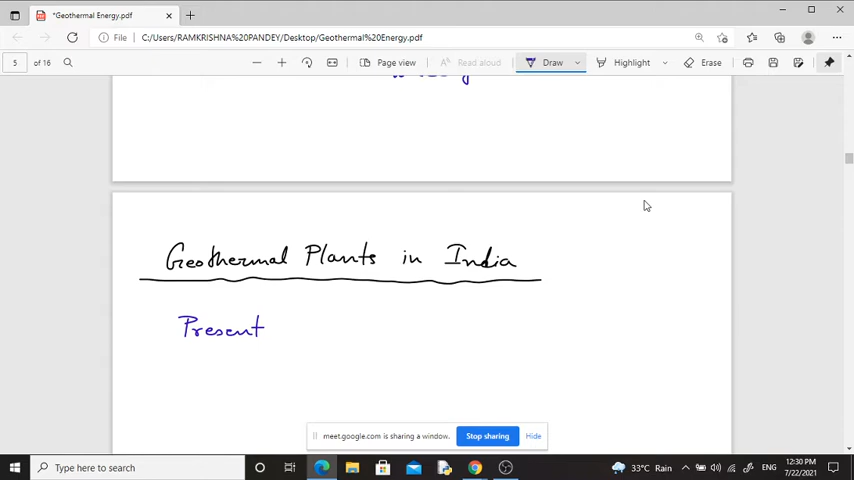 *Geothermal Energy.pdf
File
C:/Users/RAMKRISHNA%20PANDEY/Desktop/Geothermal%20Energy.pdf
5 of 16 Page view Read aloud Draw Highlight Erase
Geothermal Plants in India
Present
meet.google.com is sharing a window. Stop sharing Hide
Type here to search
33°C Rain ENG
12:30 PM
7/22/2021